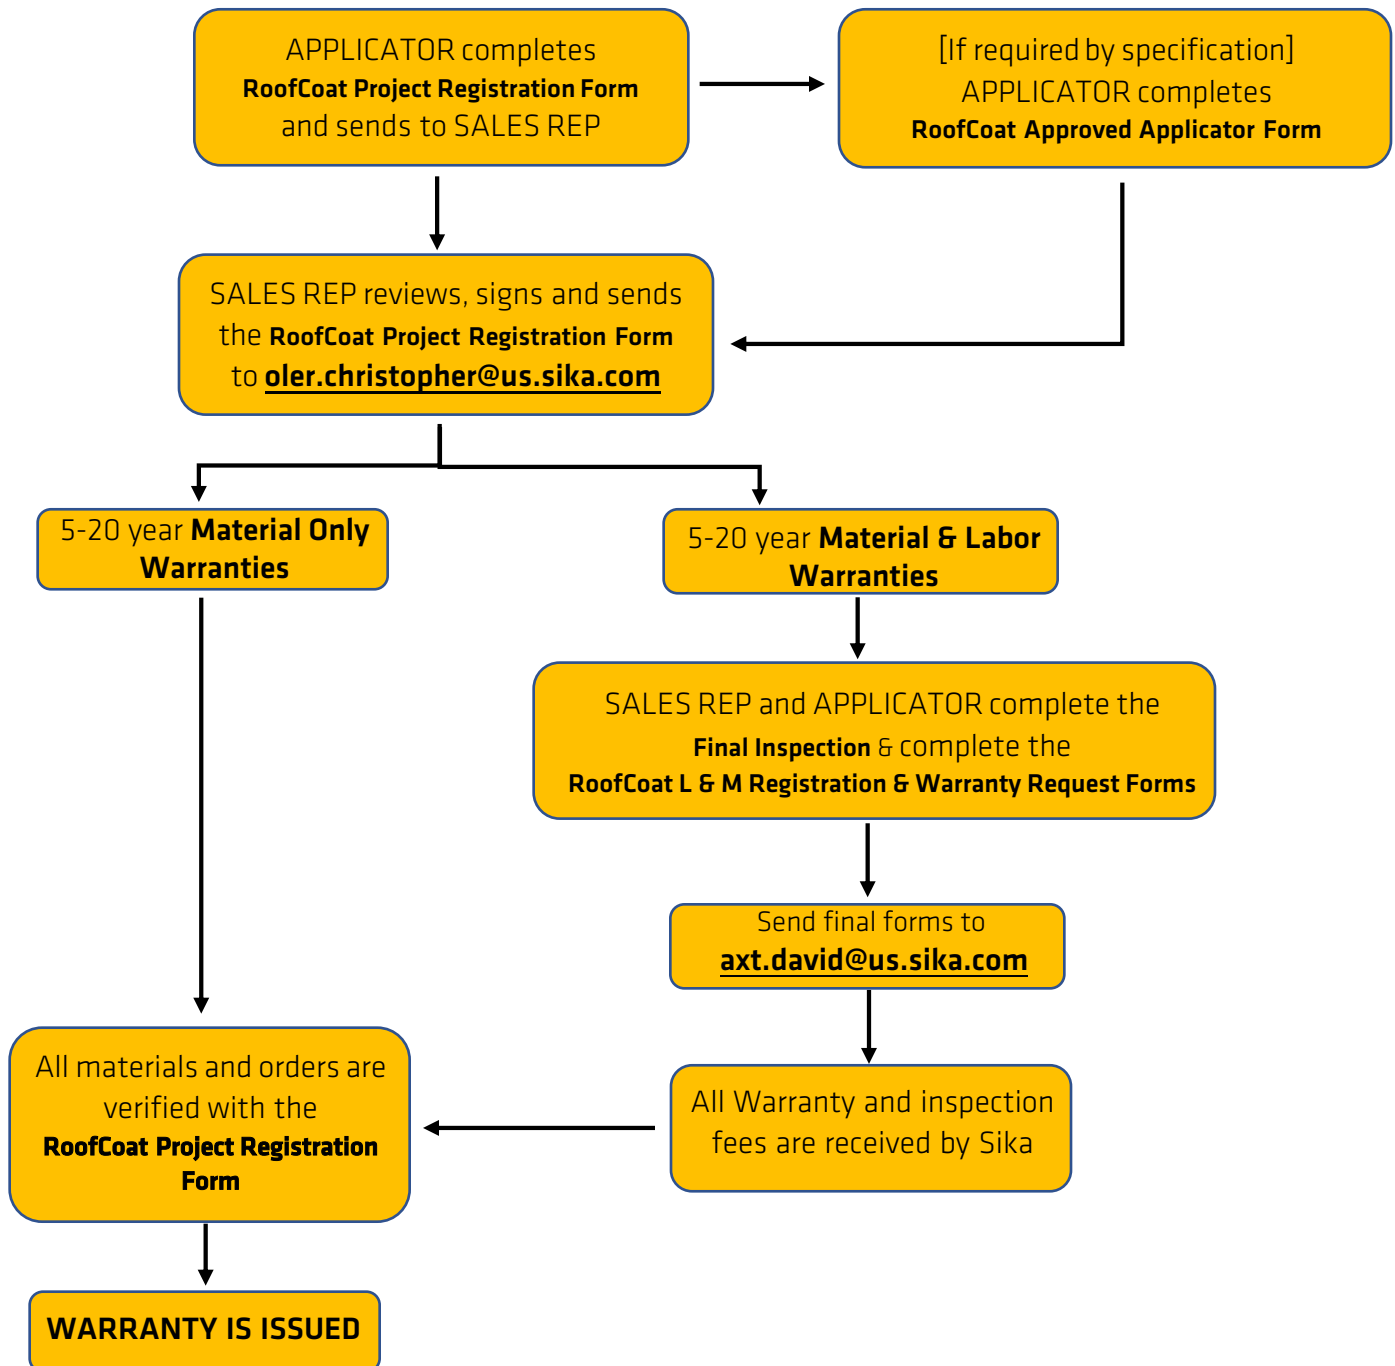 APPLICATOR completes
RoofCoat Project Registration Form
and sends to SALES REP
[If required by specification]
APPLICATOR completes
RoofCoat Approved Applicator Form
SALES REP reviews, signs and sends
the RoofCoat Project Registration Form
to oler.christopher@us.sika.com
5-20 year Material Only
Warranties
5-20 year Material & Labor
Warranties
SALES REP and APPLICATOR complete the
Final Inspection & complete the
RoofCoat L & M Registration & Warranty Request Forms
Send final forms to
axt.david@us.sika.com
All materials and orders are
verified with the
RoofCoat Project Registration
Form
All Warranty and inspection
fees are received by Sika
WARRANTY IS ISSUED